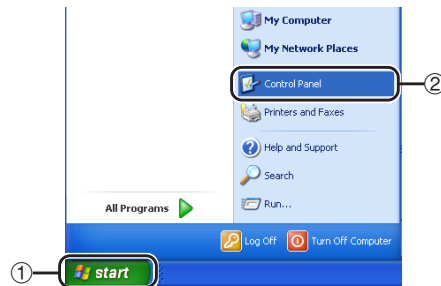 My Computer
My Network Places
Control Panel
②
Printers and Faxes
Help and Support
Search
All Programs
Run...
Log Off
Turn Off Computer
①
start